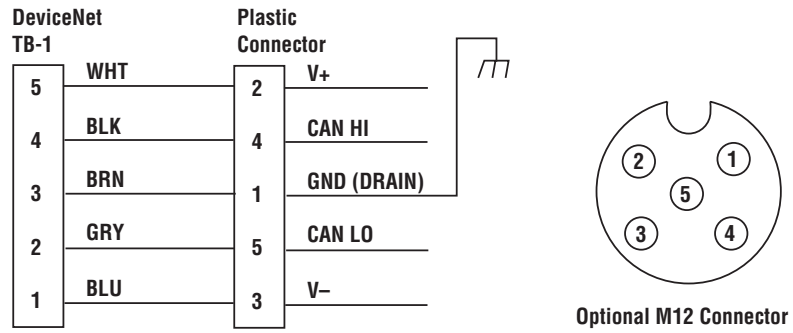 DeviceNet
TB-1
Plastic
Connector
5 WHT 2 V+
4 BLK 4 CAN HI
3 BRN 1 GND (DRAIN)
2 GRY 5 CAN LO
1 BLU 3 V–
2 1
5
3 4
Optional M12 Connector